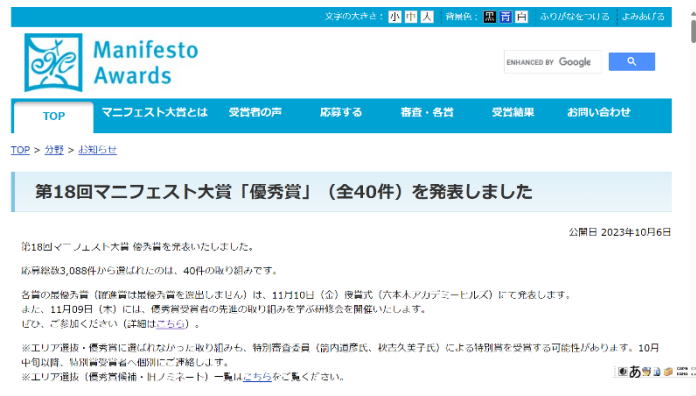 文字の大きさ： 小 中 大 背景色： 黒 青 白 ふりがなをつける よみあげる
Manifesto
Awards
ENHANCED BY Google
TOP マニフェスト大賞とは 受賞者の声 応募する 審査・各賞 受賞結果 お問い合わせ
TOP > 分野 > お知らせ
第18回マニフェスト大賞「優秀賞」（全40件）を発表しました
公開日 2023年10月6日
第18回マニフェスト大賞 優秀賞を発表いたしました。
応募総数3,088件から選ばれたのは、40件の取り組みです。
各賞の最優秀賞（躍進賞は最優秀賞を選出しません）は、11月10日（金）授賞式（六本木アカデミーヒルズ）にて発表します。
また、11月09日（木）には、優秀賞受賞者の先進の取り組みを学ぶ研修会を開催いたします。
ぜひ、ご参加ください（詳細はこちら）。
※エリア選抜・優秀賞に選ばれなかった取り組みも、特別審査委員（箭内道彦氏、秋吉久美子氏）による特別賞を受賞する可能性があります。10月
中旬以降、特別賞受賞者へ個別にご連絡します。
※エリア選抜（優秀賞候補・旧ノミネート）一覧はこちらをご覧ください。
あ